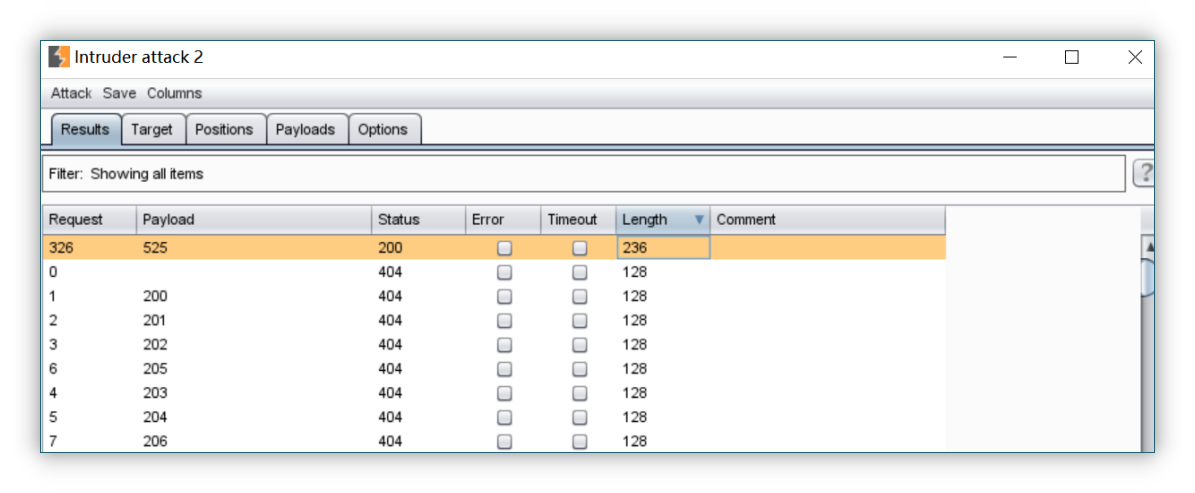 Intruder attack 2
Attack Save Columns
Results Target Positions Payloads Options
Filter: Showing all items
?
Request Payload Status Error Timeout Length Comment
326 525 200 236
0 404 128
1 200 404 128
2 201 404 128
3 202 404 128
6 205 404 128
4 203 404 128
5 204 404 128
7 206 404 128